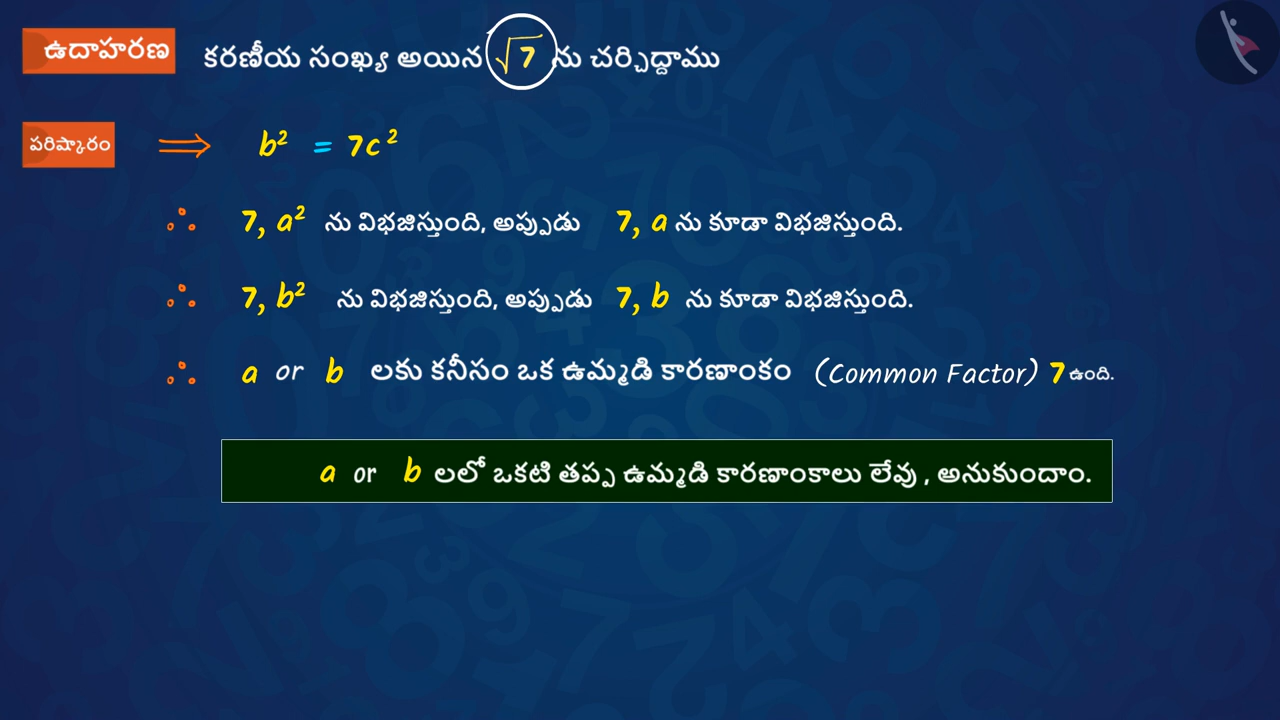 ఉదాహరణ కరణీయ సంఖ్య అయిన √7 ను చర్చిద్దాము
పరిష్కారం ⟹ b² = 7c²
∴ 7, a² ను విభజిస్తుంది, అప్పుడు 7, a ను కూడా విభజిస్తుంది.
∴ 7, b² ను విభజిస్తుంది, అప్పుడు 7, b ను కూడా విభజిస్తుంది.
∴ a or b లకు కనీసం ఒక ఉమ్మడి కారణాంకం (Common Factor) 7 ఉంది.
a or b లలో ఒకటి తప్ప ఉమ్మడి కారణాంకాలు లేవు , అనుకుందాం.